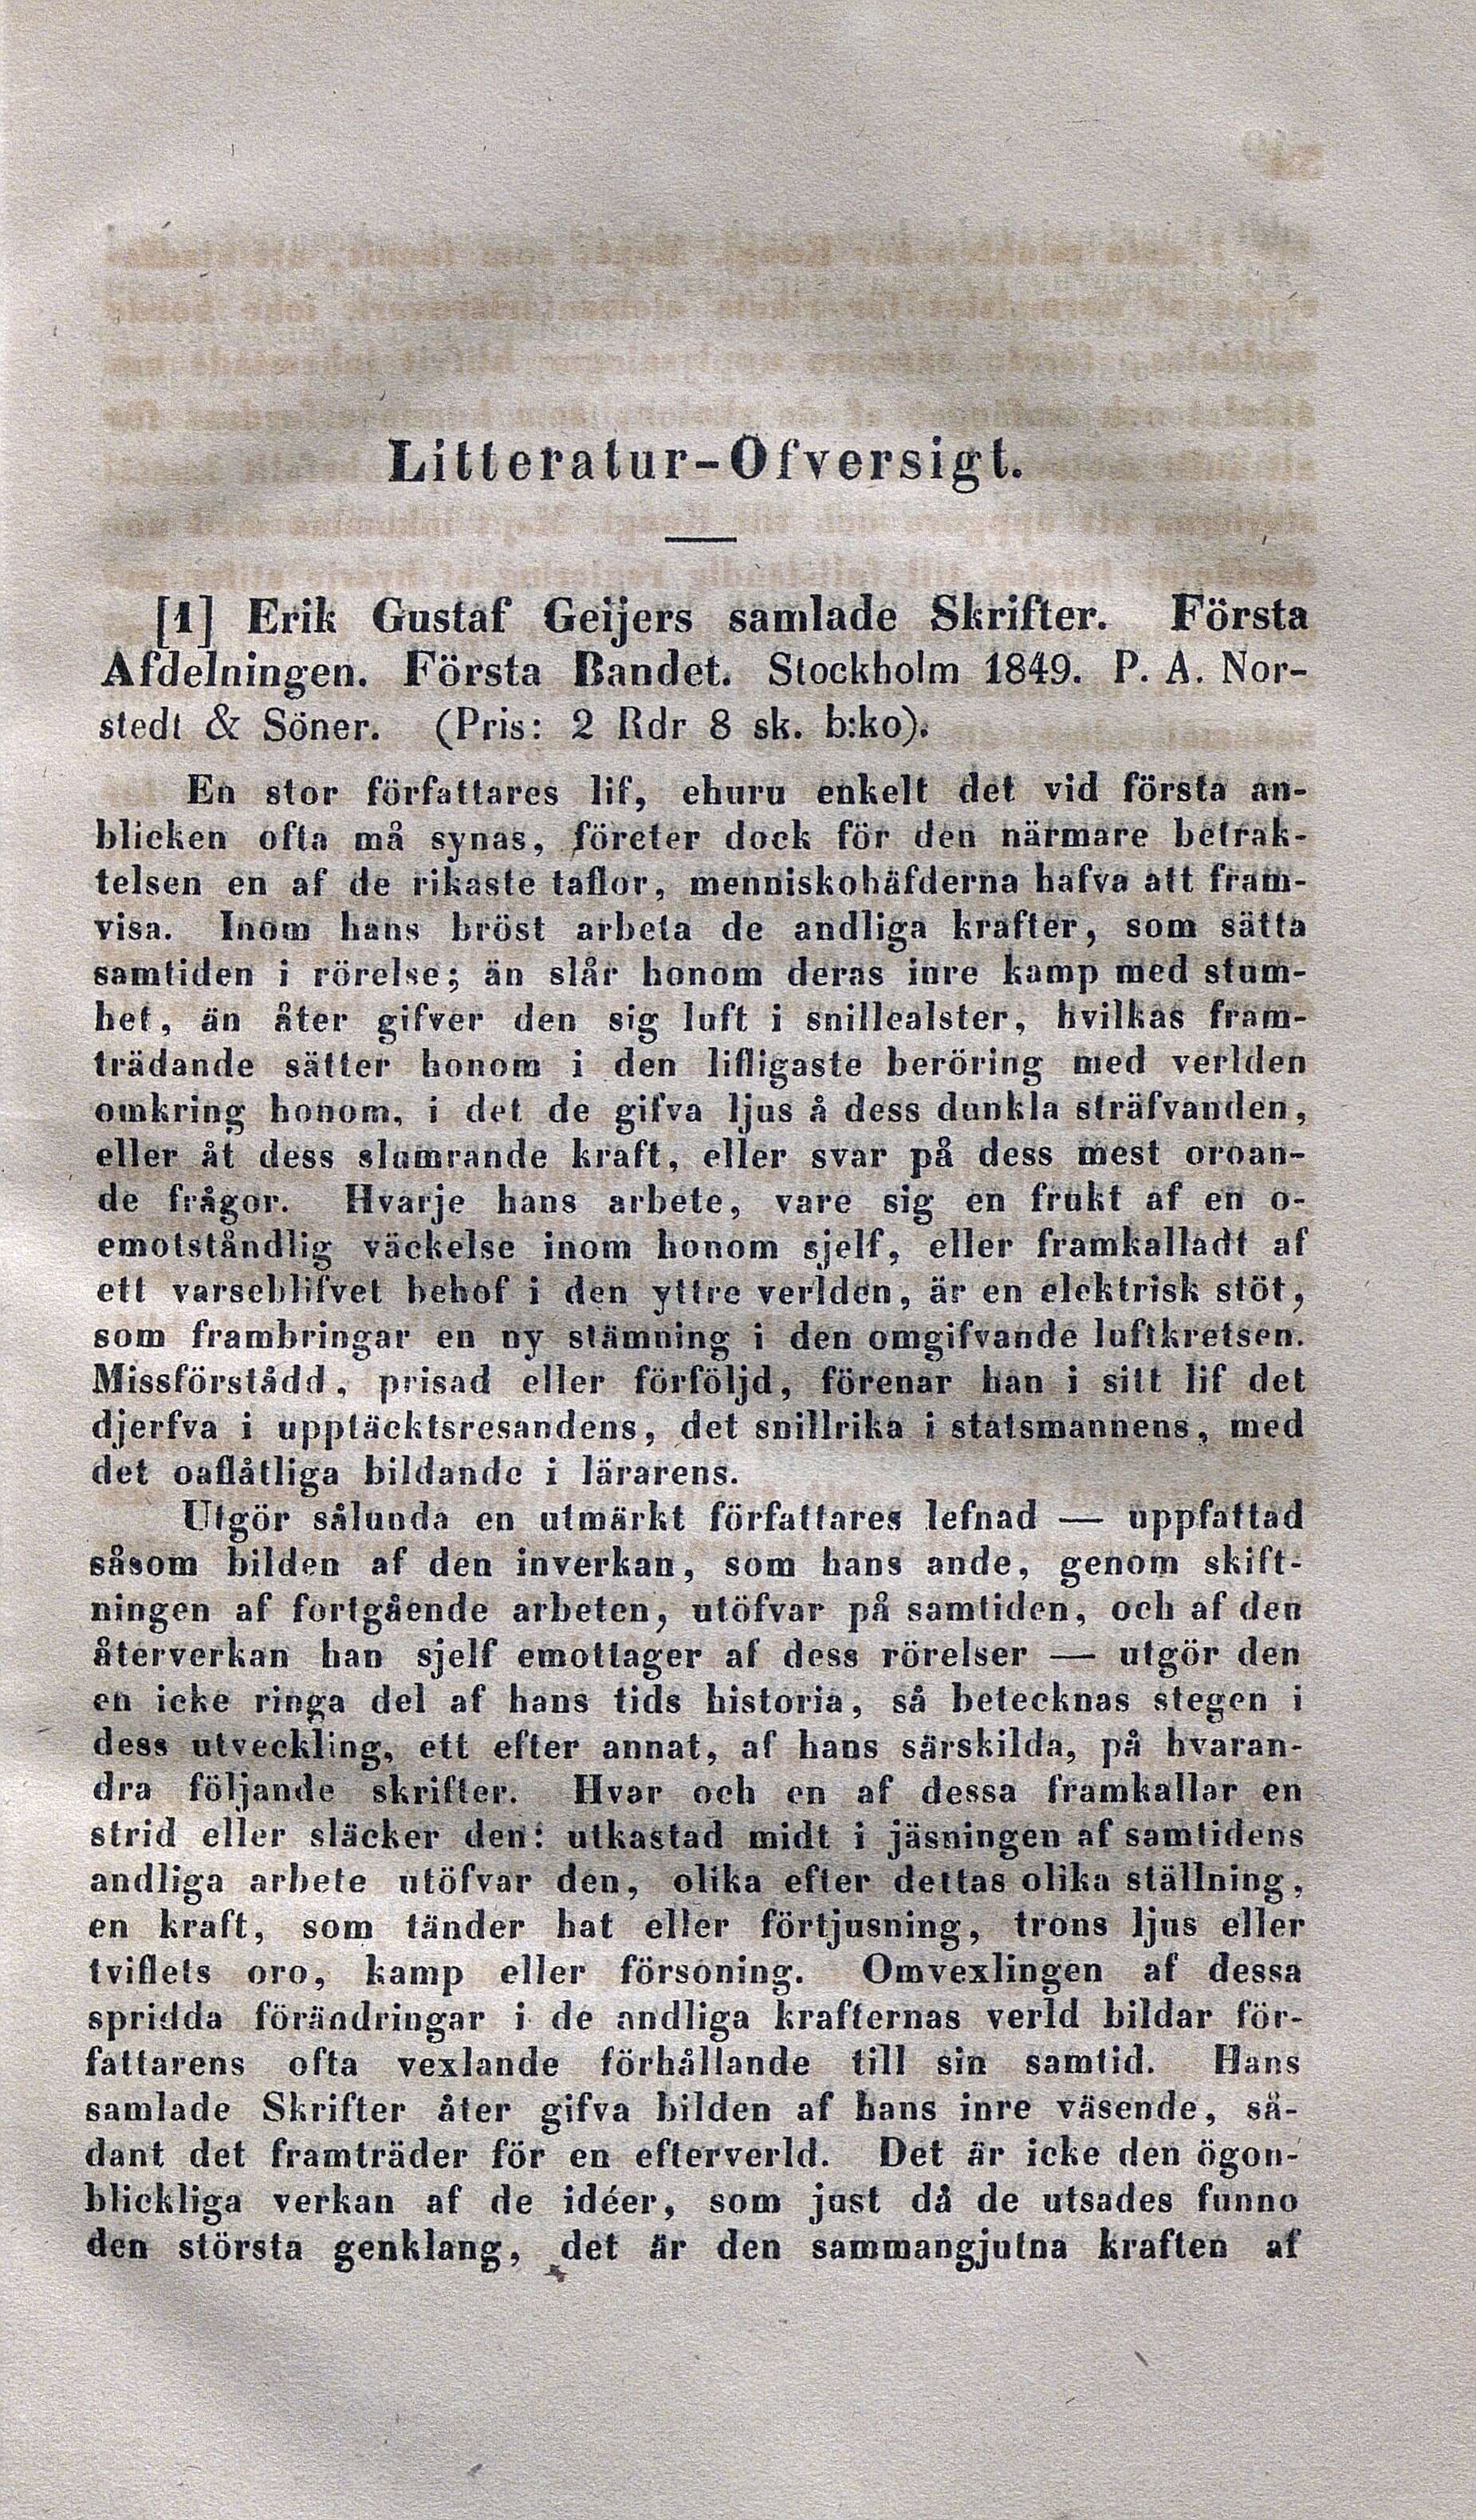 Litteratur-Öfversigt.
[1] Erik Gustaf Geijers samlade Skrifter. Första
Afdelningen. Första Bandet. Stockholm 1849. P. A. Nor-
stedt & Söner. (Pris: 2 Rdr 8 sk. b:ko).
En stor författares lif, ehuru enkelt det vid första an-
blicken ofta må synas, företer dock för den närmare betrak-
telsen en af de rikaste taflor, menniskohäfderna hafva att fram-
visa. Inom hans bröst arbeta de andliga krafter, som sätta
samtiden i rörelse; än slår honom deras inre kamp med stum-
het, än åter gifver den sig luft i snillealster, hvilkas fram-
trädande sätter honom i den lifligaste beröring med verlden
omkring honom, i det de gifva ljus å dess dunkla sträfvanden,
eller åt dess slumrande kraft, eller svar på dess mest oroan-
de frågor. Hvarje hans arbete, vare sig en frukt af en o-
emotståndlig väckelse inom honom sjelf, eller framkalladt af
ett varseblifvet behof i den yttre verlden, är en elektrisk stöt,
som frambringar en ny stämning i den omgifvande luftkretsen.
Missförstådd, prisad eller förföljd, förenar han i sitt lif det
djerfva i upptäcktsresandens, det snillrika i statsmannens, med
det oaflåtliga bildande i lärarens.
Utgör sålunda en utmärkt författares lefnad — uppfattad
såsom bilden af den inverkan, som hans ande, genom skift-
ningen af fortgående arbeten, utöfvar på samtiden, och af den
återverkan han sjelf emottager af dess rörelser — utgör den
en icke ringa del af hans tids historia, så betecknas stegen i
dess utveckling, ett efter annat, af hans särskilda, på hvaran-
dra följande skrifter. Hvar och en af dessa framkallar en
strid eller släcker den: utkastad midt i jäsningen af samtidens
andliga arbete utöfvar den, olika efter dettas olika ställning,
en kraft, som tänder hat eller förtjusning, trons ljus eller
tviflets oro, kamp eller försoning. Omvexlingen af dessa
spridda förändringar i de andliga krafternas verld bildar för-
fattarens ofta vexlande förhållande till sin samtid. Hans
samlade Skrifter åter gifva bilden af hans inre väsende, så-
dant det framträder för en efterverld. Det är icke den ögon-
blickliga verkan af de idéer, som just då de utsades funno
den största genklang, det är den sammangjutna kraften af